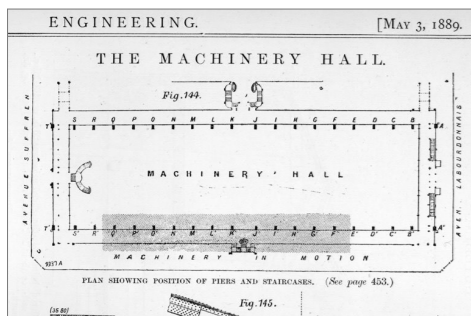 ENGINEERING. [MAY 3, 1889.
THE MACHINERY HALL.
Fig. 144.
T S R Q P O N M L K J I H G F E D C B A
AVENUE SUFFREN
MACHINERY HALL
AVEN. LABOURDONNAIS
T' S' R' Q' P' O' N' M' L' K' J' I' H' G' F' E' D' C' B' A'
MACHINERY IN MOTION
9217.A
PLAN SHOWING POSITION OF PIERS AND STAIRCASES. (See page 453.)
Fig. 145.